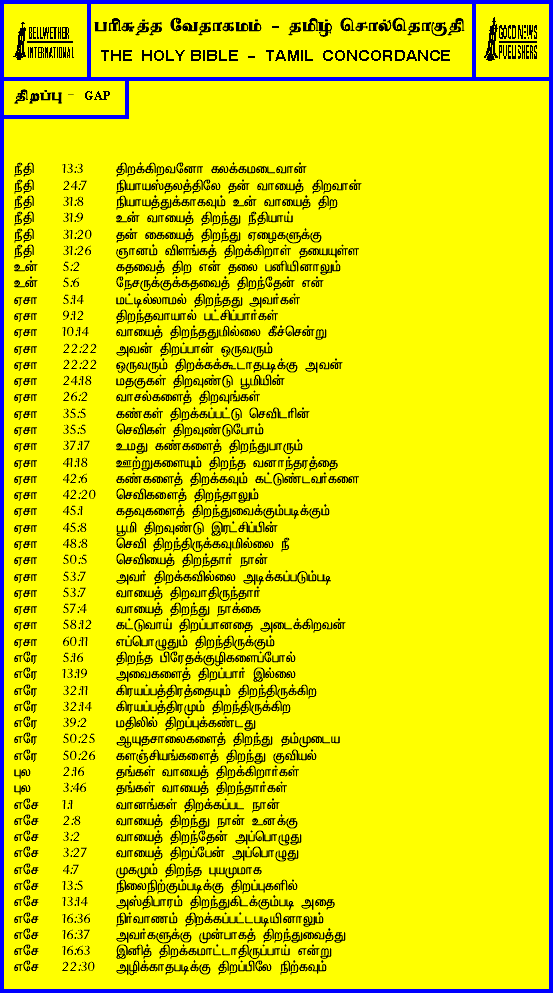 BELLWETHER INTERNATIONAL
பரிசுத்த வேதாகமம் - தமிழ் சொல்தொகுதி
THE HOLY BIBLE - TAMIL CONCORDANCE
GOOD NEWS PUBLISHERS
திறப்பு - GAP
நீதி 13:3 திறக்கிறவனோ கலக்கமடைவான்
நீதி 24:7 நியாயஸ்தலத்திலே தன் வாயைத் திறவான்
நீதி 31:8 நியாயத்துக்காகவும் உன் வாயைத் திற
நீதி 31:9 உன் வாயைத் திறந்து நீதியாய்
நீதி 31:20 தன் கையைத் திறந்து ஏழைகளுக்கு
நீதி 31:26 ஞானம் விளங்கத் திறக்கிறாள் தயையுள்ள
உன் 5:2 கதவைத் திற என் தலை பனியினாலும்
உன் 5:6 நேசருக்குக்கதவைத் திறந்தேன் என்
ஏசா 5:14 மட்டில்லாமல் திறந்தது அவர்கள்
ஏசா 9:12 திறந்தவாயால் பட்சிப்பார்கள்
ஏசா 10:14 வாயைத் திறந்ததுமில்லை கீச்சென்று
ஏசா 22:22 அவன் திறப்பான் ஒருவரும்
ஏசா 22:22 ஒருவரும் திறக்கக்கூடாதபடிக்கு அவன்
ஏசா 24:18 மதகுகள் திறவுண்டு பூமியின்
ஏசா 26:2 வாசல்களைத் திறவுங்கள்
ஏசா 35:5 கண்கள் திறக்கப்பட்டு செவிடரின்
ஏசா 35:5 செவிகள் திறவுண்டுபோம்
ஏசா 37:17 உமது கண்களைத் திறந்துபாரும்
ஏசா 41:18 ஊற்றுகளையும் திறந்த வனாந்தரத்தை
ஏசா 42:6 கண்களைத் திறக்கவும் கட்டுண்டவர்களை
ஏசா 42:20 செவிகளைத் திறந்தாலும்
ஏசா 45:1 கதவுகளைத் திறந்துவைக்கும்படிக்கும்
ஏசா 45:8 பூமி திறவுண்டு இரட்சிப்பின்
ஏசா 48:8 செவி திறந்திருக்கவுமில்லை நீ
ஏசா 50:5 செவியைத் திறந்தார் நான்
ஏசா 53:7 அவர் திறக்கவில்லை அடிக்கப்படும்படி
ஏசா 53:7 வாயைத் திறவாதிருந்தார்
ஏசா 57:4 வாயைத் திறந்து நாக்கை
ஏசா 58:12 கட்டுவாய் திறப்பானதை அடைக்கிறவன்
ஏசா 60:11 எப்பொழுதும் திறந்திருக்கும்
எரே 5:16 திறந்த பிரேதக்குழிகளைப்போல்
எரே 13:19 அவைகளைத் திறப்பார் இல்லை
எரே 32:11 கிரயப்பத்திரத்தையும் திறந்திருக்கிற
எரே 32:14 கிரயப்பத்திரமும் திறந்திருக்கிற
எரே 39:2 மதிலில் திறப்புக்கண்டது
எரே 50:25 ஆயுதசாலைகளைத் திறந்து தம்முடைய
எரே 50:26 களஞ்சியங்களைத் திறந்து குவியல்
புல 2:16 தங்கள் வாயைத் திறக்கிறார்கள்
புல 3:46 தங்கள் வாயைத் திறந்தார்கள்
எசே 1:1 வானங்கள் திறக்கப்பட நான்
எசே 2:8 வாயைத் திறந்து நான் உனக்கு
எசே 3:2 வாயைத் திறந்தேன் அப்பொழுது
எசே 3:27 வாயைத் திறப்பேன் அப்பொழுது
எசே 4:7 முகமும் திறந்த புயமுமாக
எசே 13:5 நிலைநிற்கும்படிக்கு திறப்புகளில்
எசே 13:14 அஸ்திபாரம் திறந்துகிடக்கும்படி அதை
எசே 16:36 நிர்வாணம் திறக்கப்பட்டபடியினாலும்
எசே 16:37 அவர்களுக்கு முன்பாகத் திறந்துவைத்து
எசே 16:63 இனித் திறக்கமாட்டாதிருப்பாய் என்று
எசே 22:30 அழிக்காதபடிக்கு திறப்பிலே நிற்கவும்